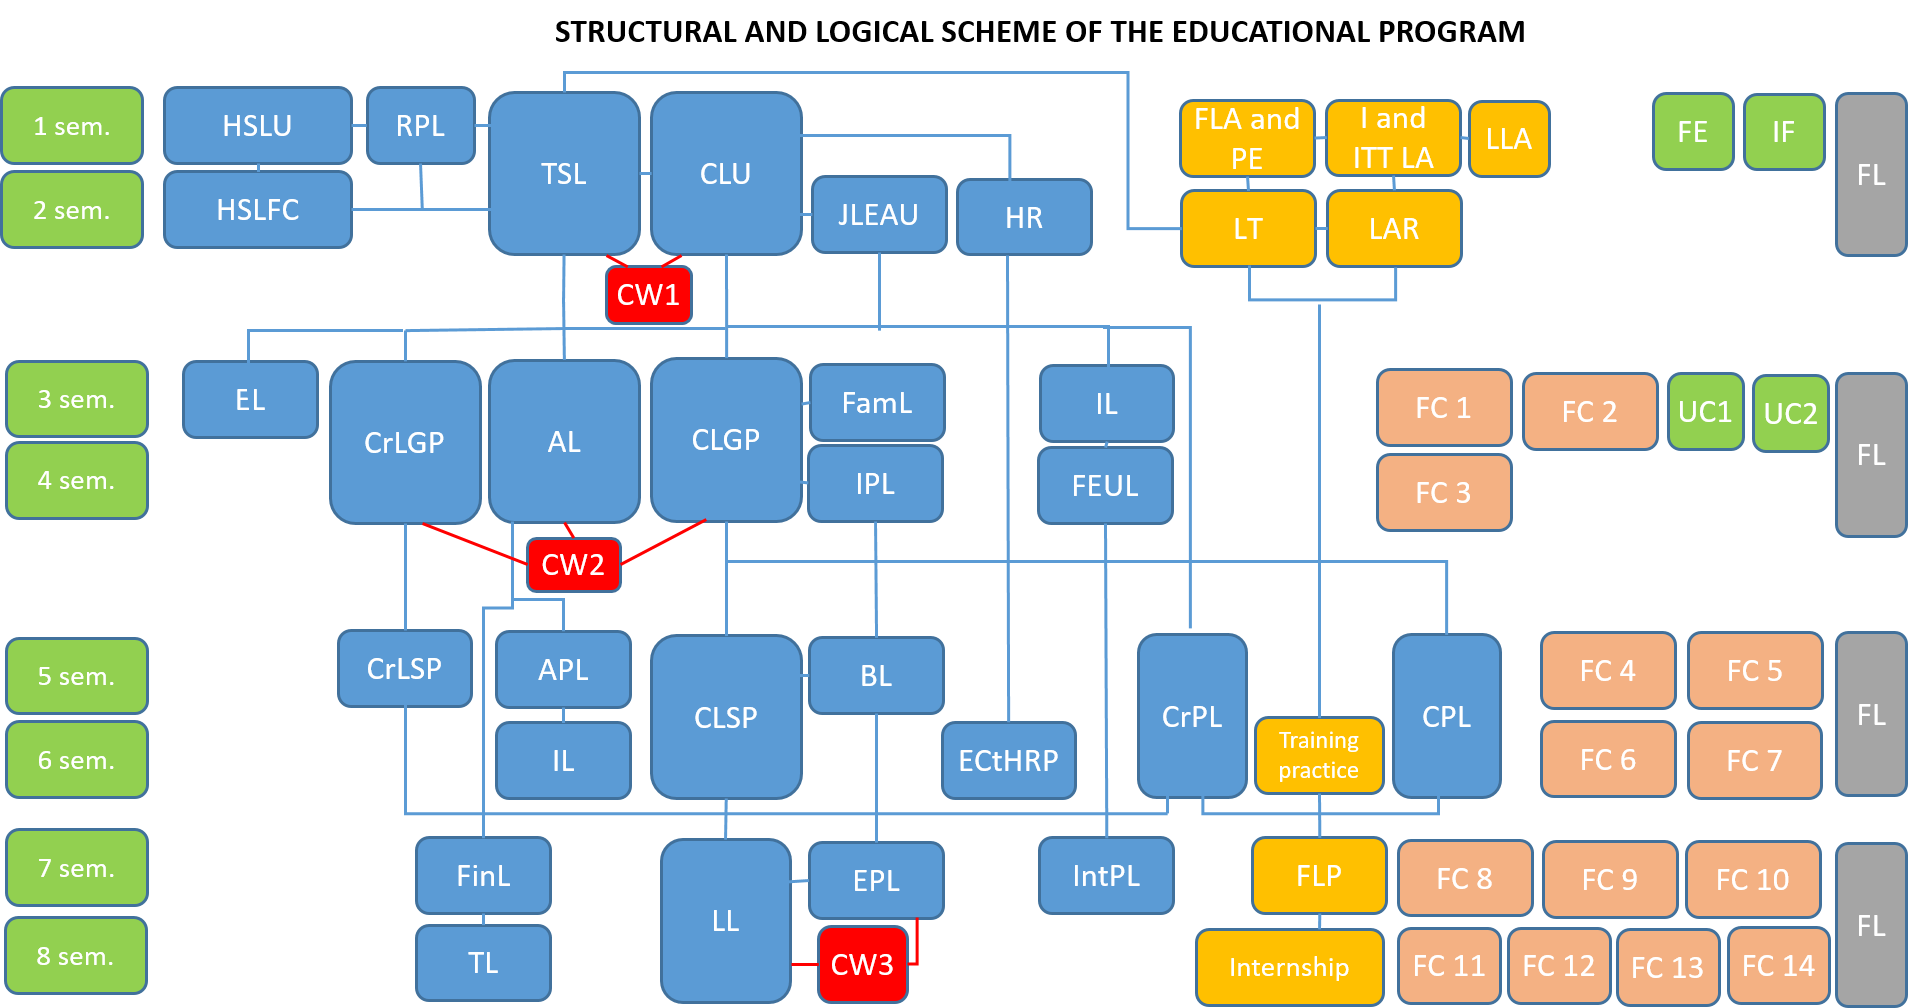 STRUCTURAL AND LOGICAL SCHEME OF THE EDUCATIONAL PROGRAM
1 sem.
HSLU
RPL
TSL
CLU
FLA and
PE
I and
ITT LA
LLA
FE
IF
FL
2 sem.
HSLFC
JLEAU
HR
LT
LAR
CW1
3 sem.
EL
CrLGP
AL
CLGP
FamL
IL
FC 1
FC 2
UC1
UC2
FL
4 sem.
IPL
FEUL
FC 3
CW2
5 sem.
CrLSP
APL
CLSP
BL
CrPL
CPL
FC 4
FC 5
FL
6 sem.
IL
ECtHRP
Training
practice
FC 6
FC 7
7 sem.
FinL
LL
EPL
IntPL
FLP
FC 8
FC 9
FC 10
FL
8 sem.
TL
CW3
Internship
FC 11
FC 12
FC 13
FC 14